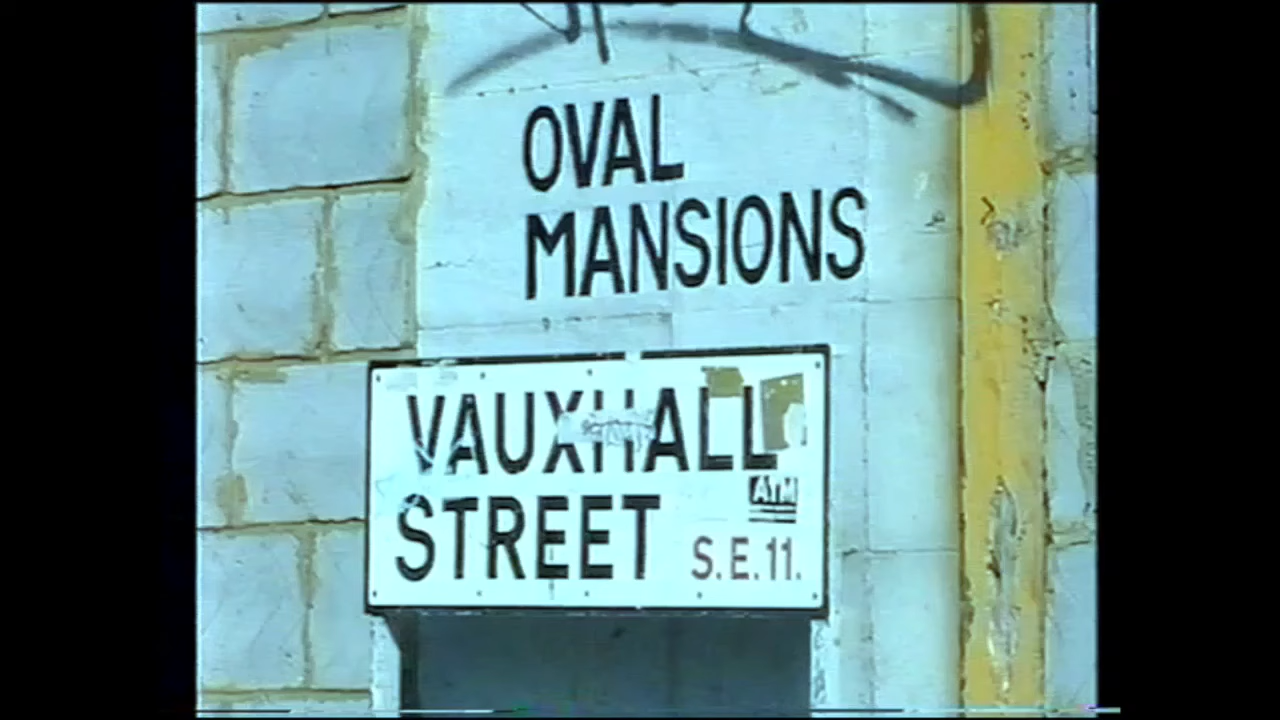 OVAL
MANSIONS
VAUXHALL
STREET S.E.11.
ATM